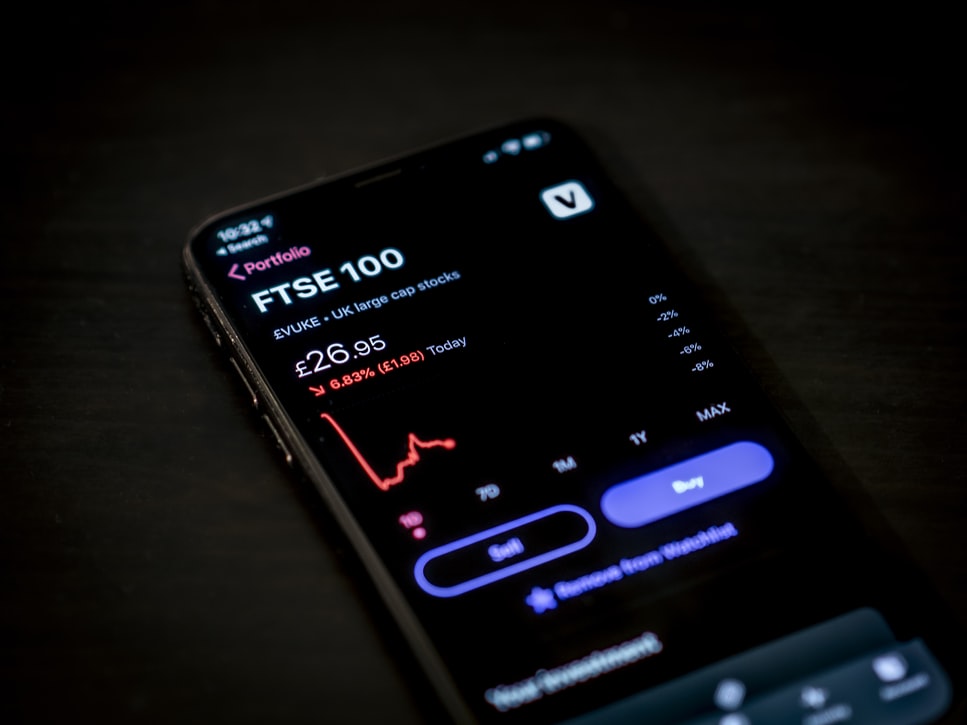 10:32
◀ Search
Portfolio
V
FTSE 100
£VUKE • UK large cap stocks
£26.95
6.83% (£1.98) Today
0%
-2%
-4%
-6%
-8%
1D 7D 1M 1Y MAX
Sell Buy
Remove from Watchlist
Your Investment